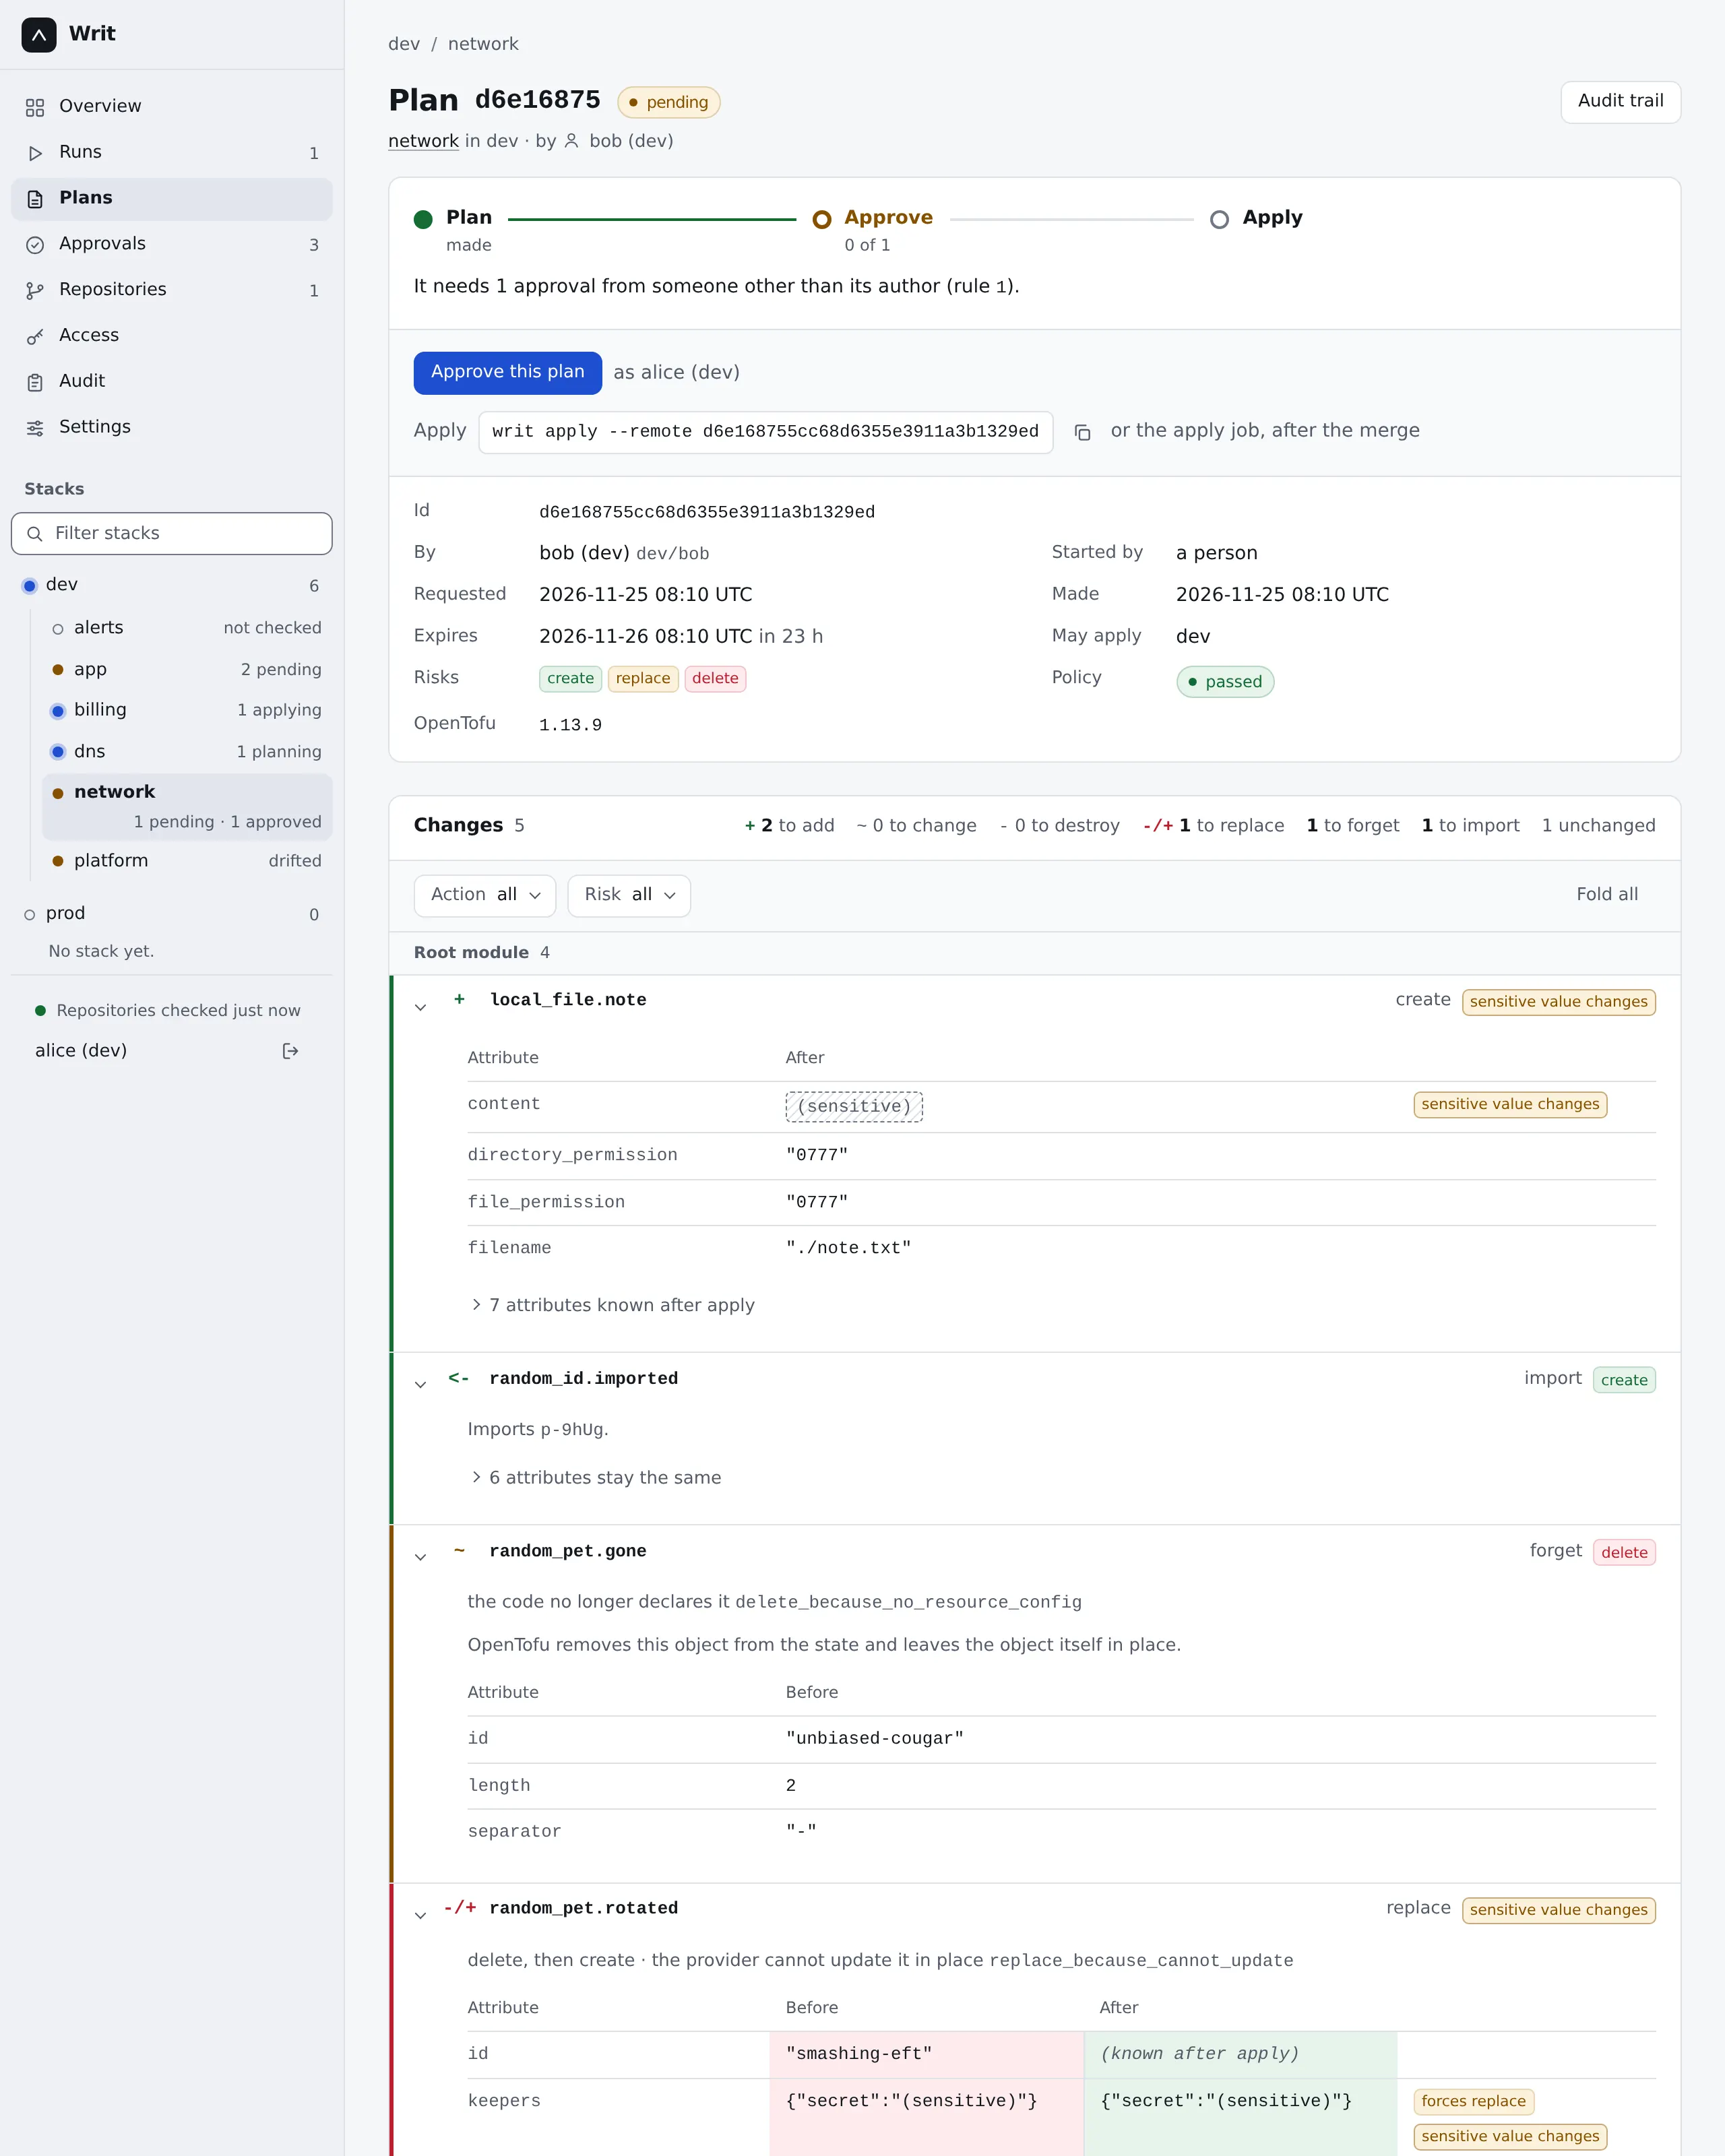 Writ
Overview
Runs 1
Plans
Approvals 3
Repositories 1
Access
Audit
Settings
Stacks
Filter stacks
dev 6
alerts not checked
app 2 pending
billing 1 applying
dns 1 planning
network
1 pending · 1 approved
platform drifted
prod 0
No stack yet.
Repositories checked just now
alice (dev)
dev / network
Plan d6e16875 pending
Audit trail
network in dev · by bob (dev)
Plan
made
Approve
0 of 1
Apply
It needs 1 approval from someone other than its author (rule 1).
Approve this plan as alice (dev)
Apply writ apply --remote d6e168755cc68d6355e3911a3b1329ed or the apply job, after the merge
Id d6e168755cc68d6355e3911a3b1329ed
By bob (dev) dev/bob Started by a person
Requested 2026-11-25 08:10 UTC Made 2026-11-25 08:10 UTC
Expires 2026-11-26 08:10 UTC in 23 h May apply dev
Risks create replace delete Policy passed
OpenTofu 1.13.9
Changes 5 + 2 to add ~ 0 to change - 0 to destroy -/+ 1 to replace 1 to forget 1 to import 1 unchanged
Action all Risk all Fold all
Root module 4
+ local_file.note create sensitive value changes
Attribute After
content (sensitive) sensitive value changes
directory_permission "0777"
file_permission "0777"
filename "./note.txt"
7 attributes known after apply
<- random_id.imported import create
Imports p-9hUg.
6 attributes stay the same
~ random_pet.gone forget delete
the code no longer declares it delete_because_no_resource_config
OpenTofu removes this object from the state and leaves the object itself in place.
Attribute Before
id "unbiased-cougar"
length 2
separator "-"
-/+ random_pet.rotated replace sensitive value changes
delete, then create · the provider cannot update it in place replace_because_cannot_update
Attribute Before After
id "smashing-eft" (known after apply)
keepers {"secret":"(sensitive)"} {"secret":"(sensitive)"} forces replace
sensitive value changes